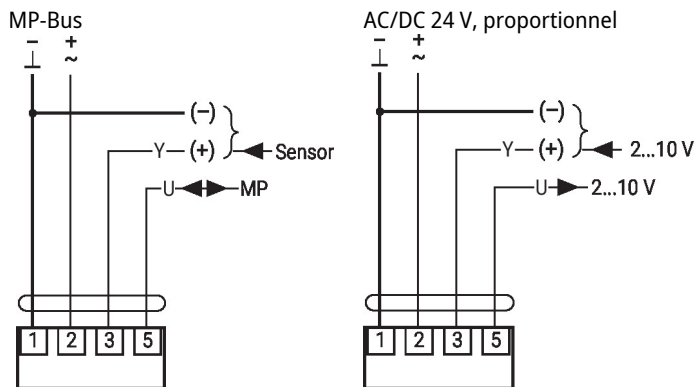 MP-Bus
− +
⊥ ~
(−)
Y (+) Sensor
U MP
1 2 3 5
AC/DC 24 V, proportionnel
− +
⊥ ~
(−)
Y (+) 2...10 V
U 2...10 V
1 2 3 5